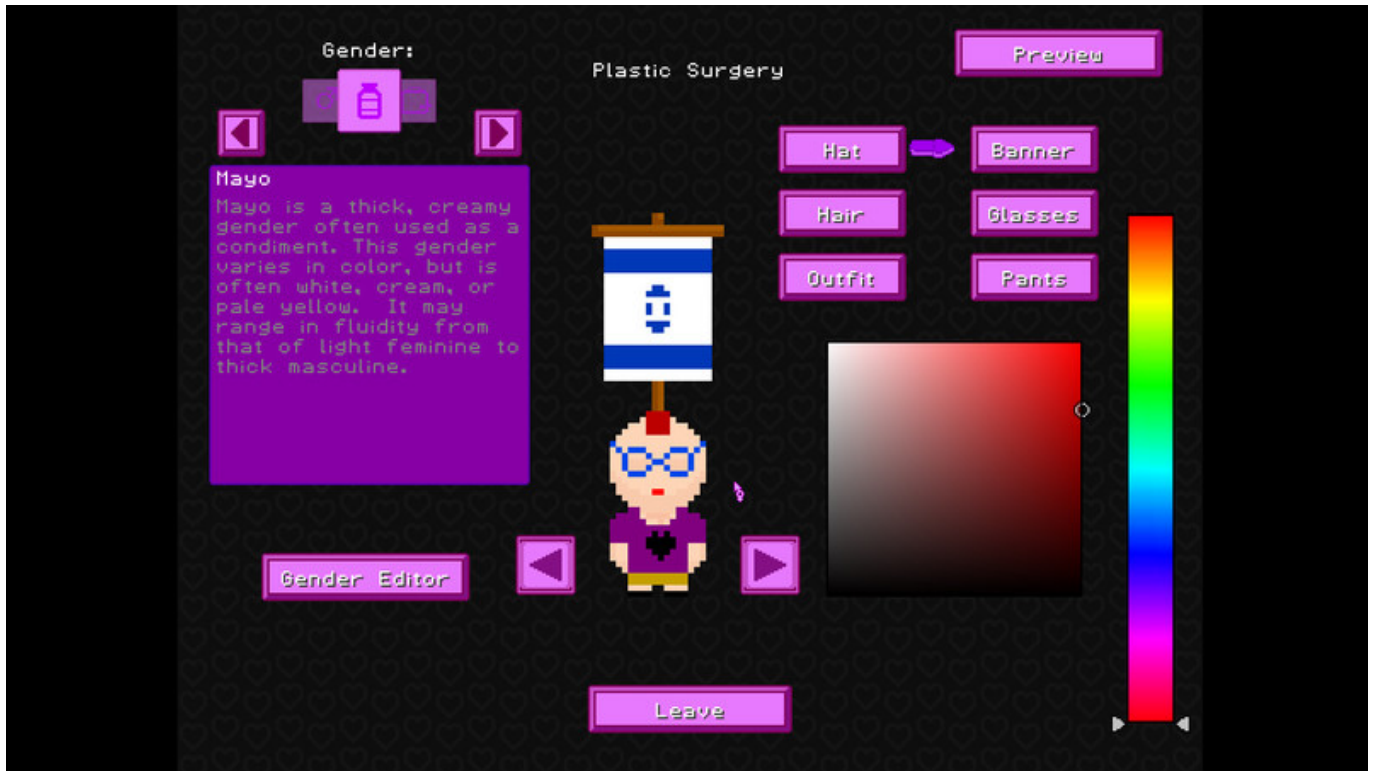 Gender:
Plastic Surgery
Preview
Hat
Banner
Mayo
Mayo is a thick, creamy
gender often used as a
condiment. This gender
varies in color, but is
often white, cream, or
pale yellow.  It may
range in fluidity from
that of light feminine to
thick masculine.
Hair
Glasses
Outfit
Pants
Gender Editor
Leave